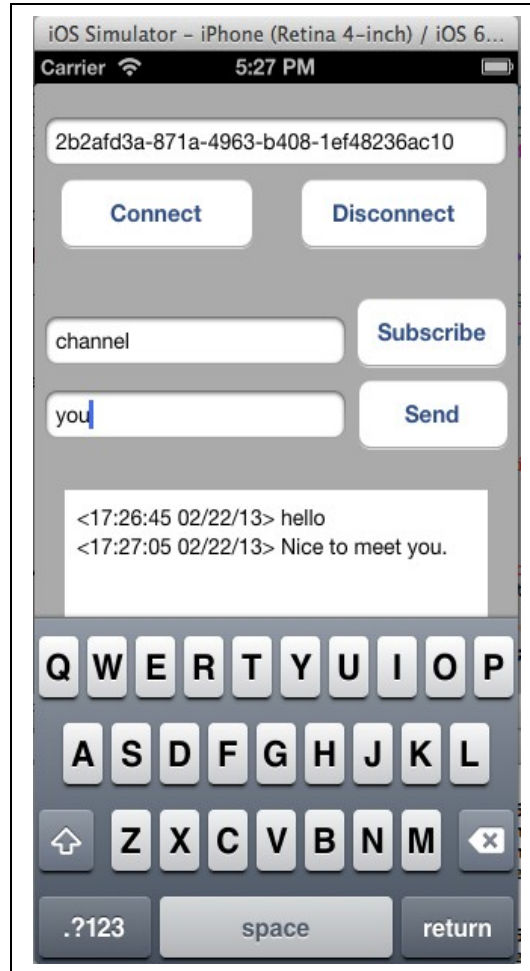 iOS Simulator – iPhone (Retina 4-inch) / iOS 6...
Carrier 5:27 PM
2b2afd3a-871a-4963-b408-1ef48236ac10
Connect Disconnect
channel Subscribe
you Send
<17:26:45 02/22/13> hello
<17:27:05 02/22/13> Nice to meet you.
Q W E R T Y U I O P
A S D F G H J K L
Z X C V B N M
.?123 space return